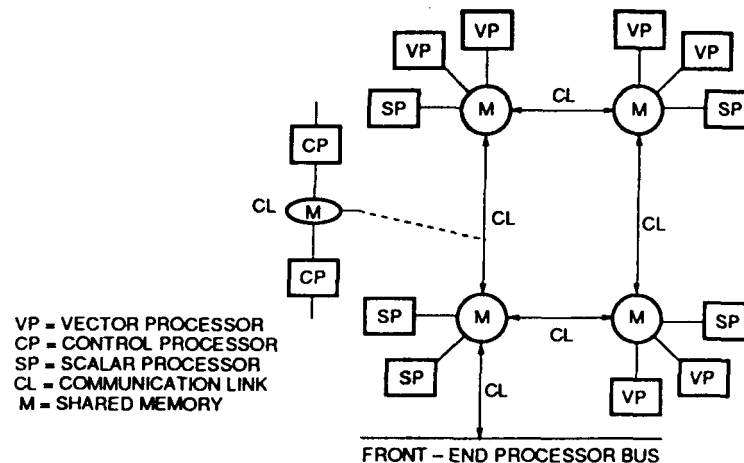 VP VP VP VP
SP M CL M SP
CP
CL M CL CL
CP
SP M CL M SP
SP CL VP VP
VP = VECTOR PROCESSOR
CP = CONTROL PROCESSOR
SP = SCALAR PROCESSOR
CL = COMMUNICATION LINK
M = SHARED MEMORY
FRONT – END PROCESSOR BUS